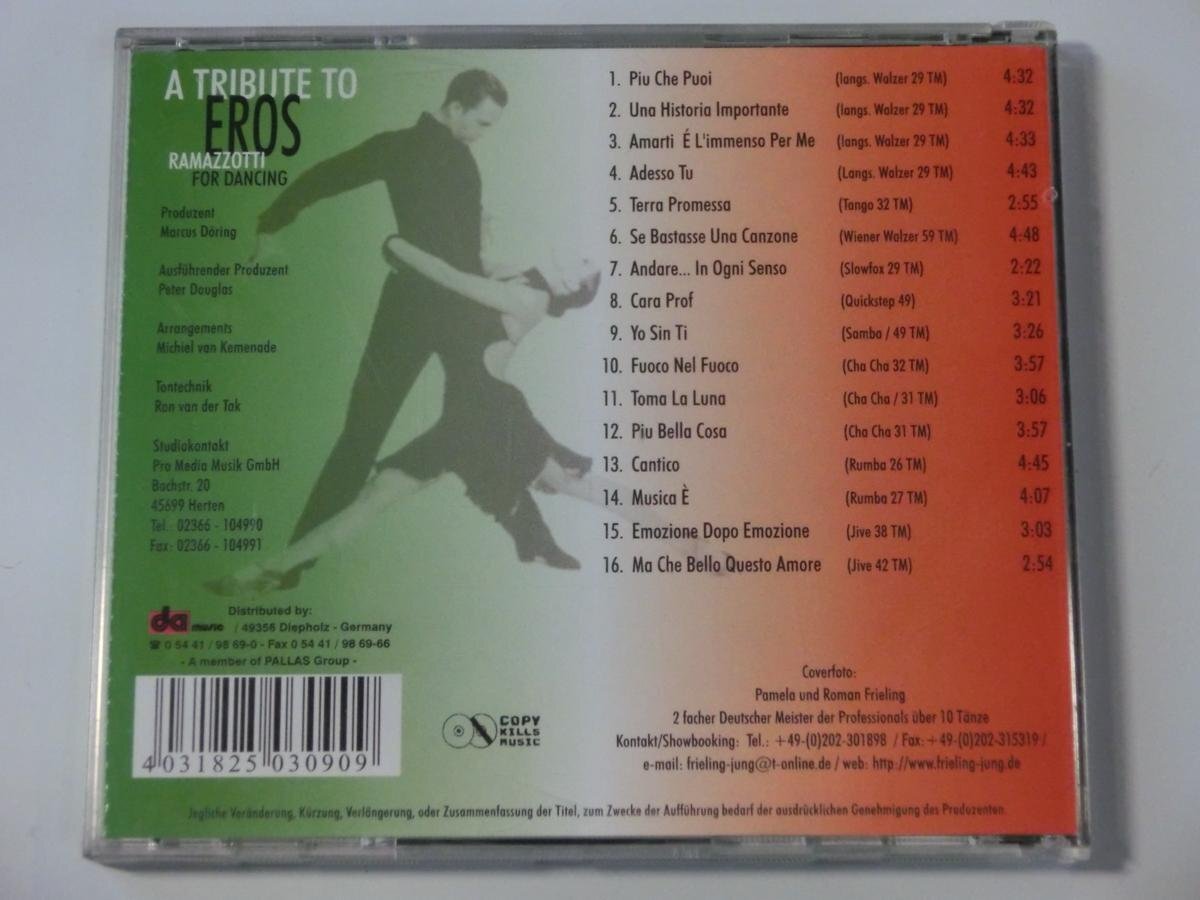 A TRIBUTE TO
EROS
RAMAZZOTTI
FOR DANCING
Produzent
Marcus Döring
Ausführender Produzent
Peter Douglas
Arrangements
Michiel van Kemenade
Tontechnik
Ron van der Tak
Studiokontakt
Pro Media Musik GmbH
Bachstr. 20
45699 Herten
Tel.: 02366 - 104990
Fax: 02366 - 104991
Distributed by:
da music / 49356 Diepholz - Germany
☎ 0 54 41 / 98 69-0 - Fax 0 54 41 / 98 69-66
- A member of PALLAS Group -
4 031825 030909
COPY
KILLS
MUSIC
1. Piu Che Puoi (langs. Walzer 29 TM) 4:32
2. Una Historia Importante (langs. Walzer 29 TM) 4:32
3. Amarti É L'immenso Per Me (langs. Walzer 29 TM) 4:33
4. Adesso Tu (Langs. Walzer 29 TM) 4:43
5. Terra Promessa (Tango 32 TM) 2:55
6. Se Bastasse Una Canzone (Wiener Walzer 59 TM) 4:48
7. Andare... In Ogni Senso (Slowfox 29 TM) 2:22
8. Cara Prof (Quickstep 49) 3:21
9. Yo Sin Ti (Samba / 49 TM) 3:26
10. Fuoco Nel Fuoco (Cha Cha 32 TM) 3:57
11. Toma La Luna (Cha Cha / 31 TM) 3:06
12. Piu Bella Cosa (Cha Cha 31 TM) 3:57
13. Cantico (Rumba 26 TM) 4:45
14. Musica È (Rumba 27 TM) 4:07
15. Emozione Dopo Emozione (Jive 38 TM) 3:03
16. Ma Che Bello Questo Amore (Jive 42 TM) 2:54
Coverfoto:
Pamela und Roman Frieling
2 facher Deutscher Meister der Professionals über 10 Tänze
Kontakt/Showbooking: Tel.: +49-(0)202-301898 / Fax: +49-(0)202-315319 /
e-mail: frieling-jung@t-online.de / web: http://www.frieling-jung.de
Jegliche Veränderung, Kürzung, Verlängerung, oder Zusammenfassung der Titel, zum Zwecke der Aufführung bedarf der ausdrücklichen Genehmigung des Produzenten.